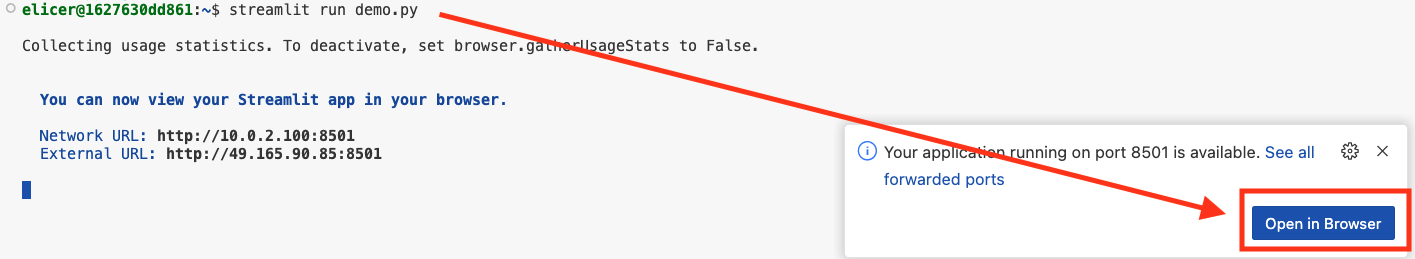 elicer@1627630dd861:~$ streamlit run demo.py
Collecting usage statistics. To deactivate, set browser.gatherUsageStats to False.
You can now view your Streamlit app in your browser.
Network URL: http://10.0.2.100:8501
External URL: http://49.165.90.85:8501
Your application running on port 8501 is available. See all
forwarded ports
Open in Browser